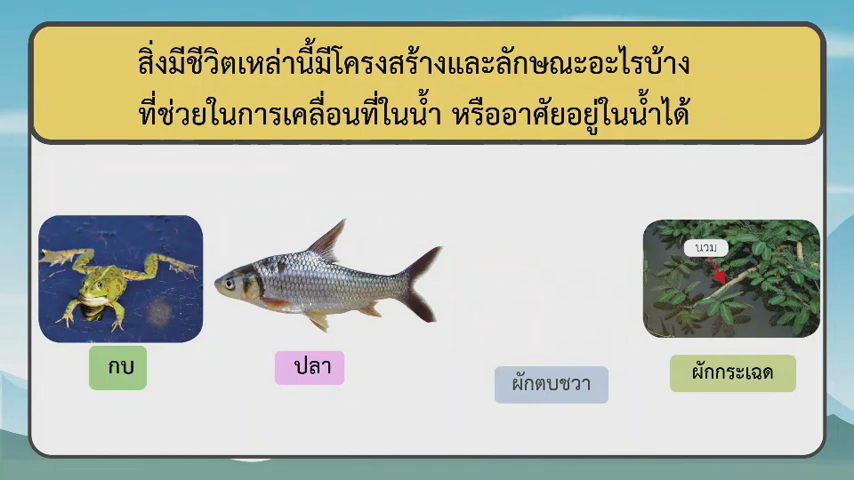 สิ่งมีชีวิตเหล่านี้มีโครงสร้างและลักษณะอะไรบ้าง
ที่ช่วยในการเคลื่อนที่ในน้ำ หรืออาศัยอยู่ในน้ำได้
นวม
กบ
ปลา
ผักตบชวา
ผักกระเฉด